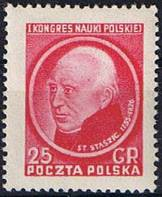 I KONGRES NAUKI POLSKIEJ
ST. STASZIC 1755-1826
25 GR
POCZTA POLSKA